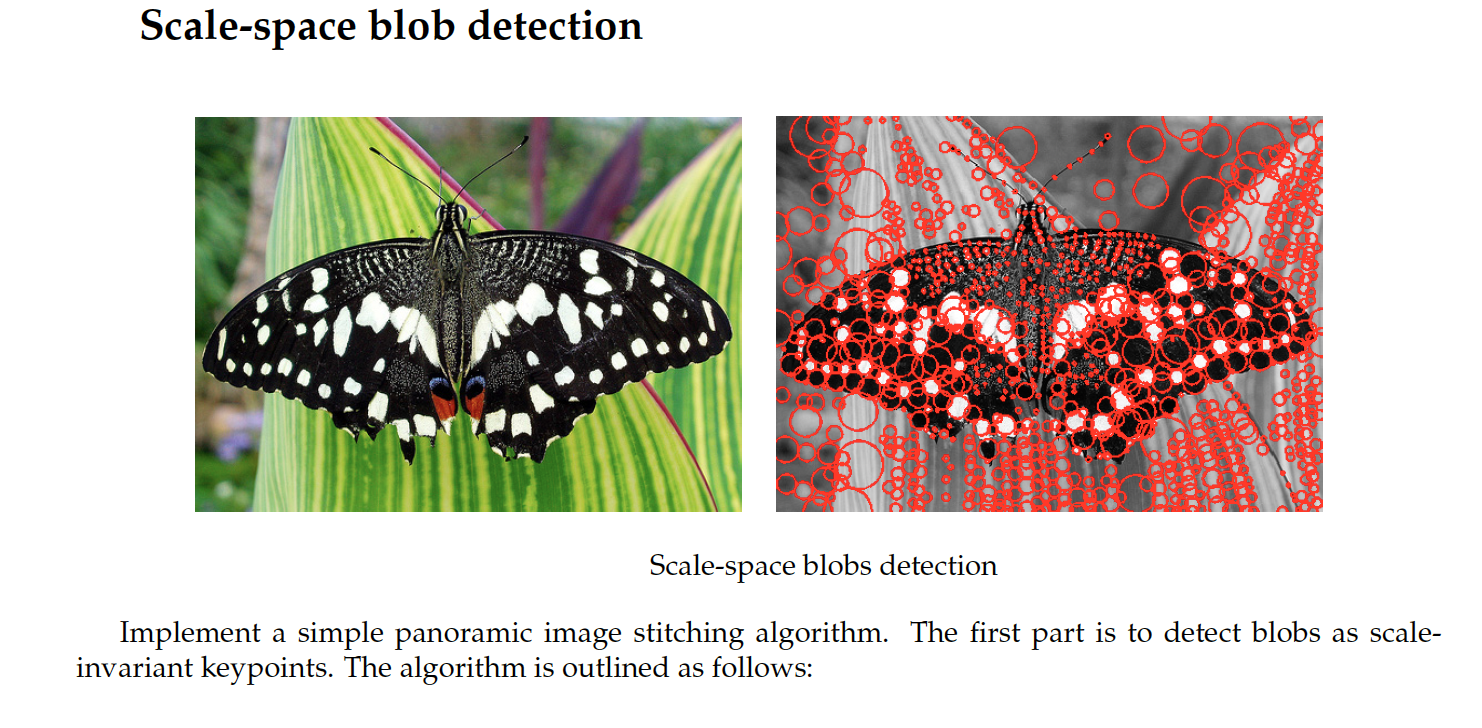 Scale-space blob detection
Scale-space blobs detection
Implement a simple panoramic image stitching algorithm. The first part is to detect blobs as scale-
invariant keypoints. The algorithm is outlined as follows: